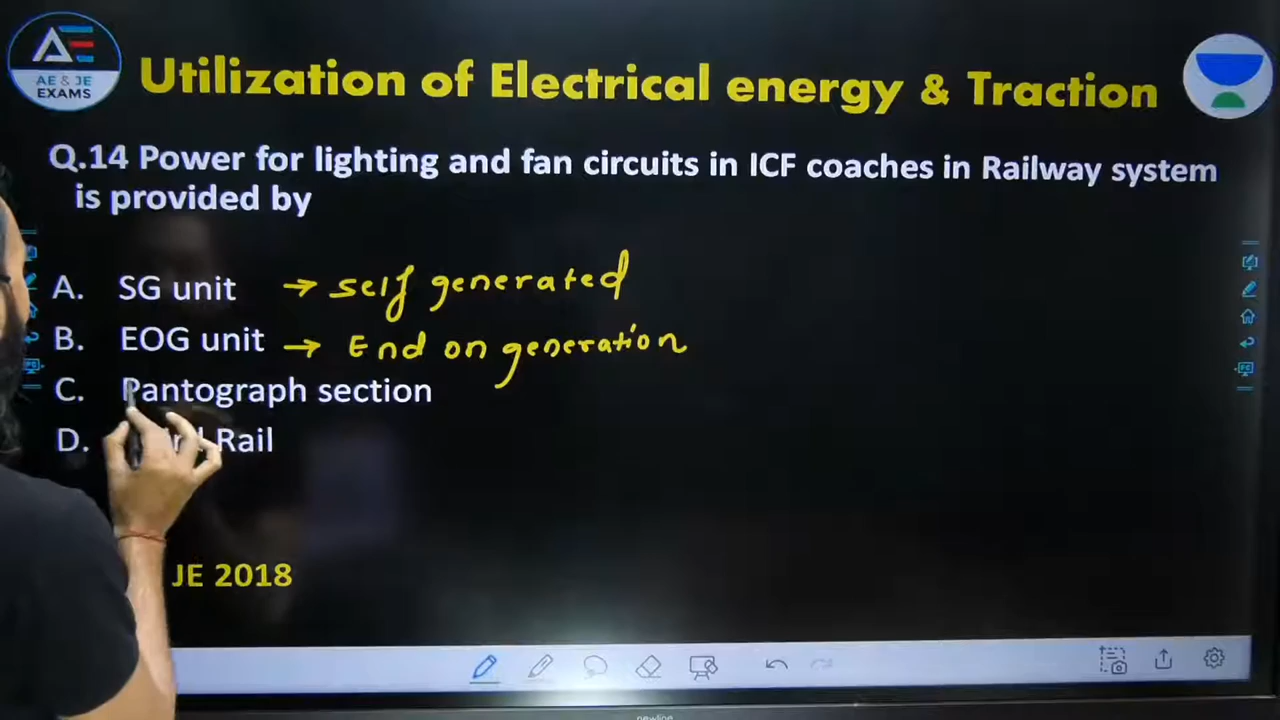 AE & JE
EXAMS
Utilization of Electrical energy & Traction
Q.14 Power for lighting and fan circuits in ICF coaches in Railway system
is provided by
A. SG unit → self generated
B. EOG unit → End on generation
C. Pantograph section
D. Rail
JE 2018
newline